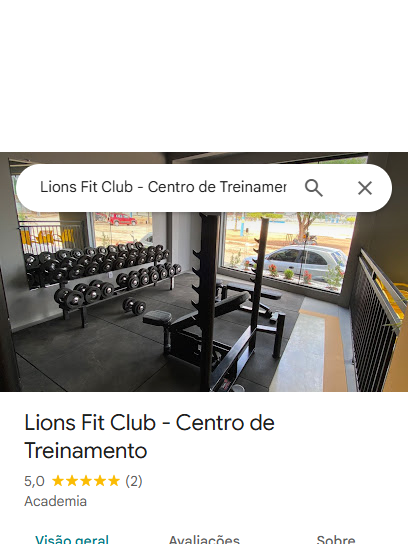 Lions Fit Club - Centro de Treinamen
Lions Fit Club - Centro de
Treinamento
5,0 (2)
Academia
Visão geral Avaliações Sobre